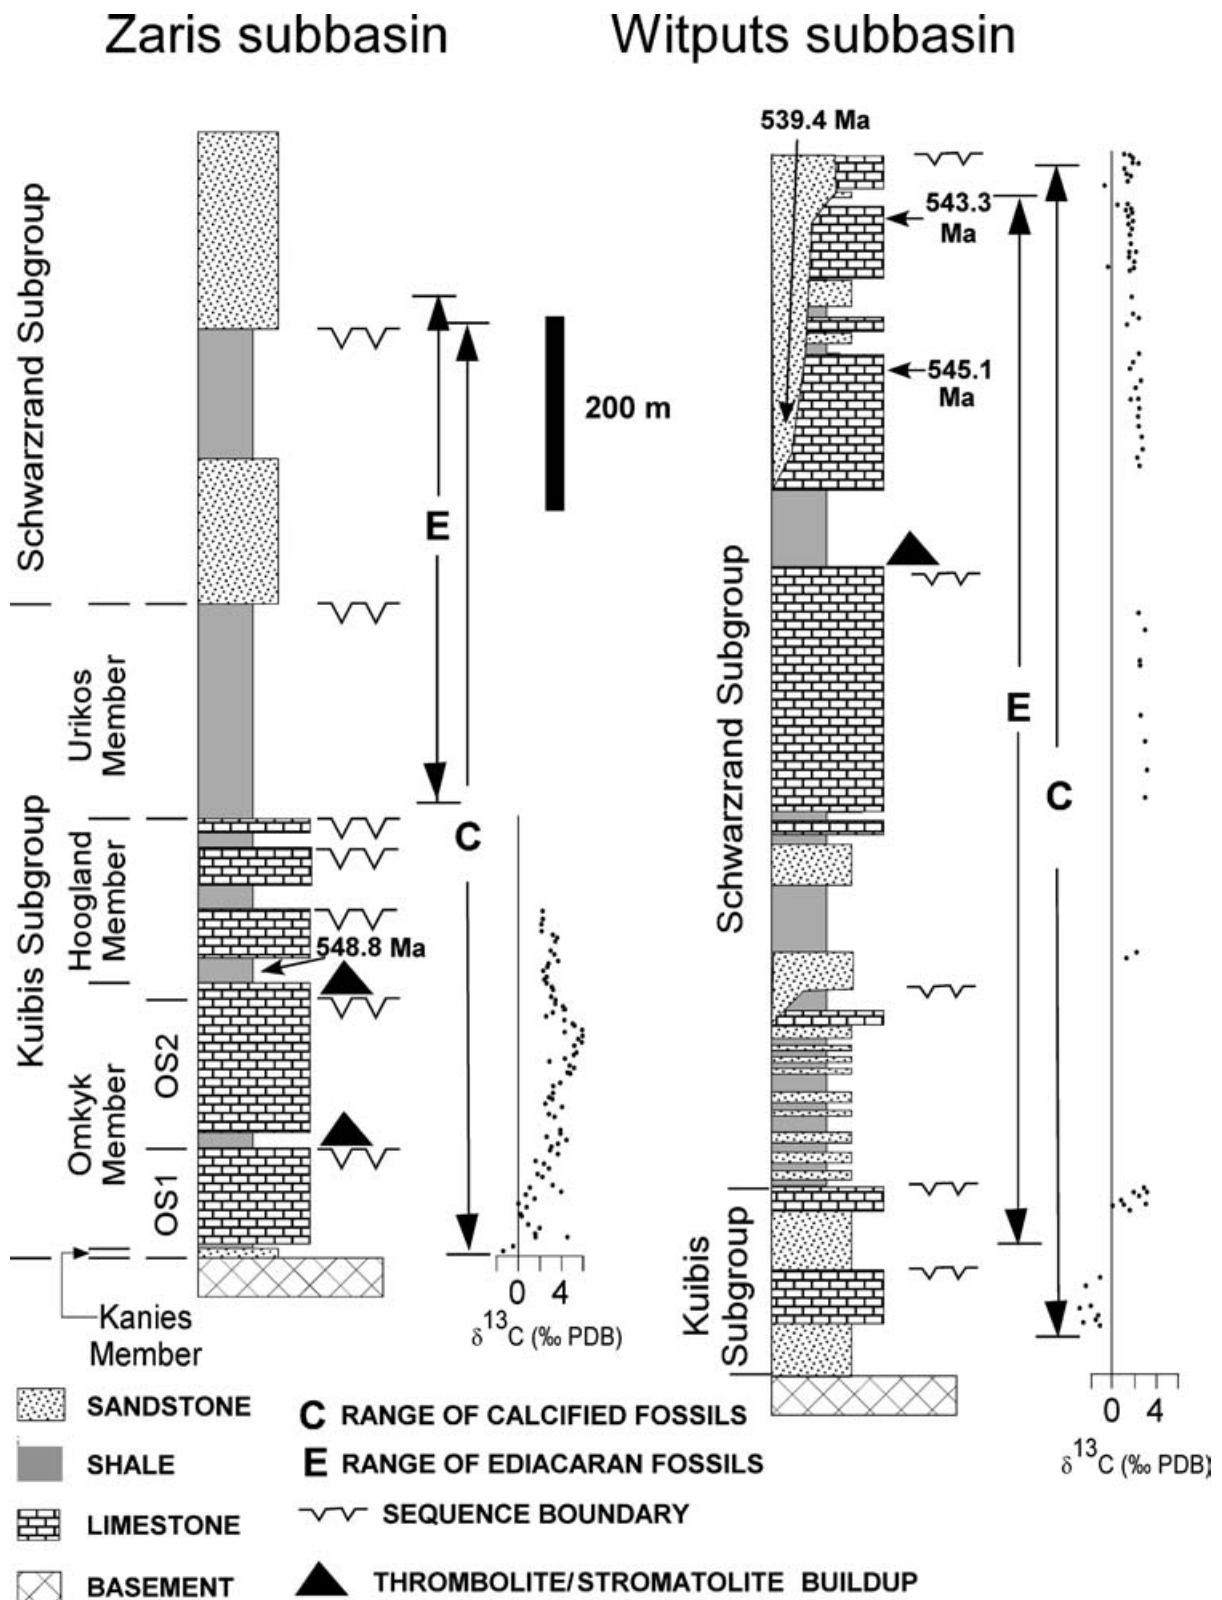 Zaris subbasin
Witputs subbasin
Schwarzrand Subgroup
Urikos
Member
Kuibis Subgroup
Hoogland
Member
Omkyk
Member
OS2
OS1
Kanies
Member
548.8 Ma
E
C
200 m
0 4
δ13C (‰ PDB)
539.4 Ma
543.3
Ma
545.1
Ma
Schwarzrand Subgroup
Kuibis
Subgroup
E
C
0 4
δ13C (‰ PDB)
SANDSTONE
SHALE
LIMESTONE
BASEMENT
C RANGE OF CALCIFIED FOSSILS
E RANGE OF EDIACARAN FOSSILS
SEQUENCE BOUNDARY
THROMBOLITE/STROMATOLITE BUILDUP